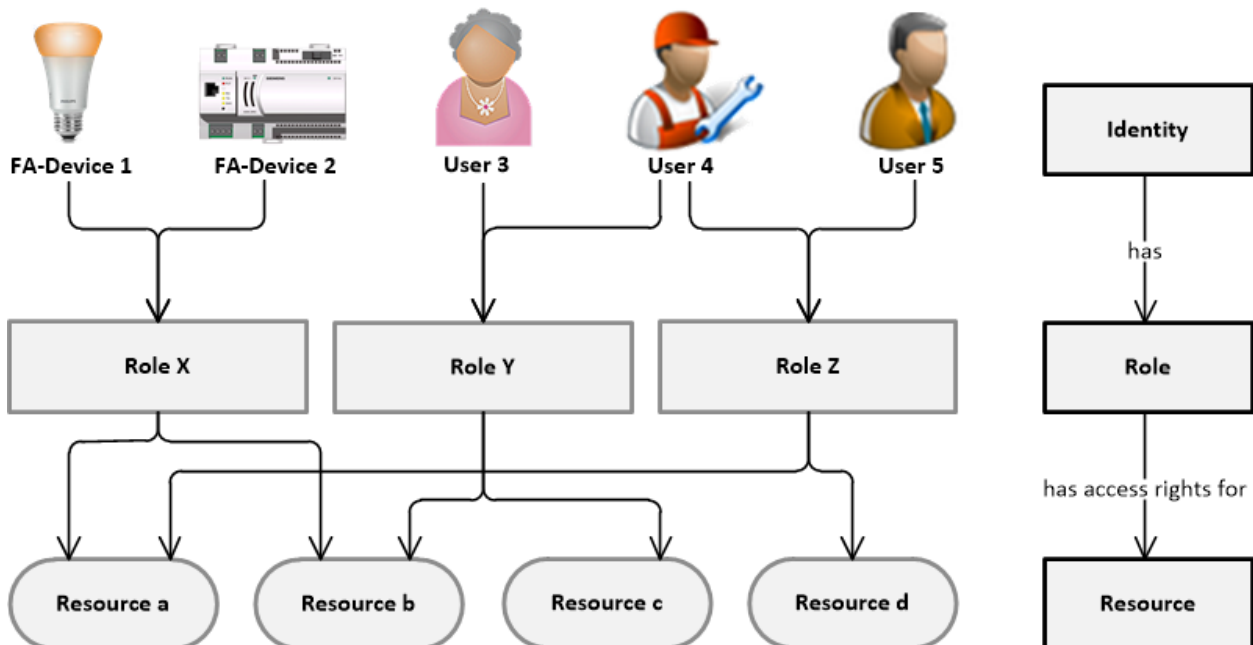 FA-Device 1
FA-Device 2
User 3
User 4
User 5
Identity
has
Role X
Role Y
Role Z
Role
has access rights for
Resource a
Resource b
Resource c
Resource d
Resource